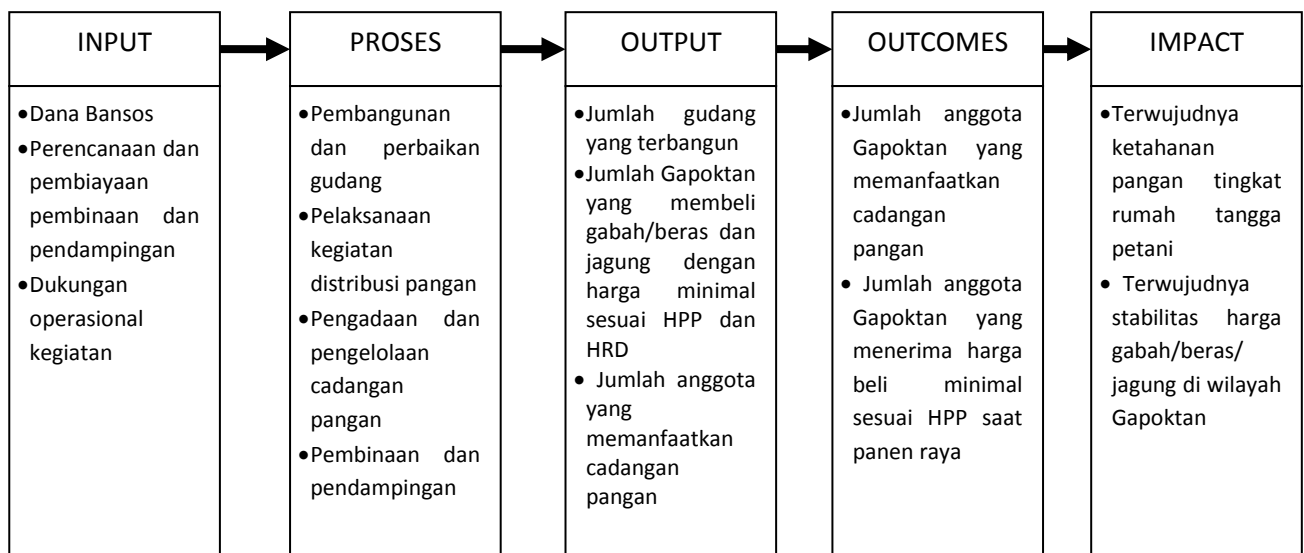 INPUT
•Dana Bansos
•Perencanaan dan
pembiayaan
pembinaan dan
pendampingan
•Dukungan
operasional
kegiatan
PROSES
•Pembangunan
dan perbaikan
gudang
•Pelaksanaan
kegiatan
distribusi pangan
•Pengadaan dan
pengelolaan
cadangan
pangan
•Pembinaan dan
pendampingan
OUTPUT
•Jumlah gudang
yang terbangun
•Jumlah Gapoktan
yang membeli
gabah/beras dan
jagung dengan
harga minimal
sesuai HPP dan
HRD
• Jumlah anggota
yang
memanfaatkan
cadangan
pangan
OUTCOMES
•Jumlah anggota
Gapoktan yang
memanfaatkan
cadangan
pangan
• Jumlah anggota
Gapoktan yang
menerima harga
beli minimal
sesuai HPP saat
panen raya
IMPACT
•Terwujudnya
ketahanan
pangan tingkat
rumah tangga
petani
• Terwujudnya
stabilitas harga
gabah/beras/
jagung di wilayah
Gapoktan